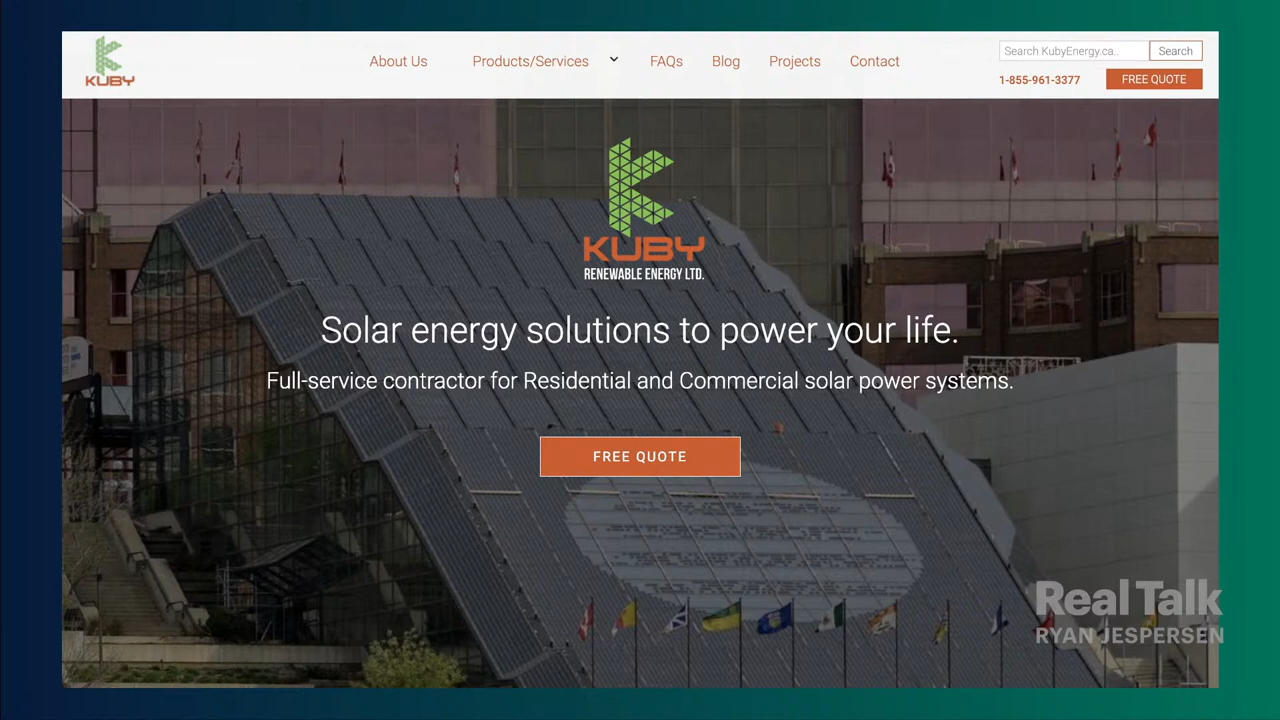 KUBY
About Us
Products/Services
FAQs
Blog
Projects
Contact
Search KubyEnergy.ca..
Search
1-855-961-3377
FREE QUOTE
KUBY
RENEWABLE ENERGY LTD.
Solar energy solutions to power your life.
Full-service contractor for Residential and Commercial solar power systems.
FREE QUOTE
Real Talk
RYAN JESPERSEN